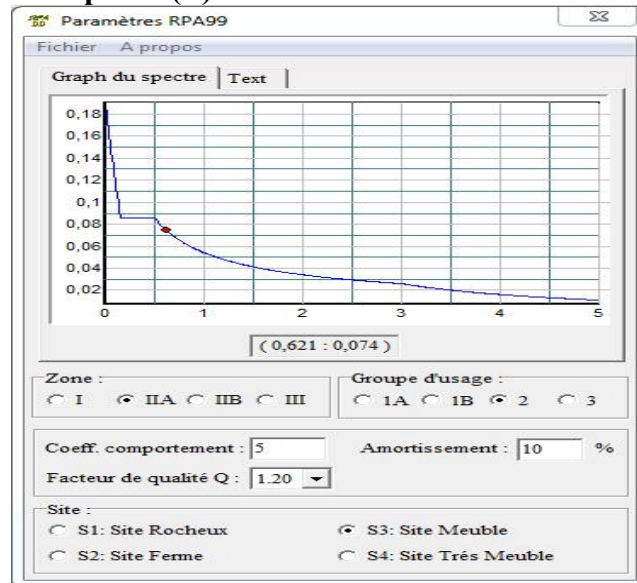 Paramètres RPA99
Fichier A propos
Graph du spectre Text
0,18
0,16
0,14
0,12
0,1
0,08
0,06
0,04
0,02
0 1 2 3 4 5
( 0,621 : 0,074 )
Zone : Groupe d'usage :
I IIA IIB III 1A 1B 2 3
Coeff. comportement : 5 Amortissement : 10 %
Facteur de qualité Q : 1.20
Site :
S1: Site Rocheux S3: Site Meuble
S2: Site Ferme S4: Site Trés Meuble